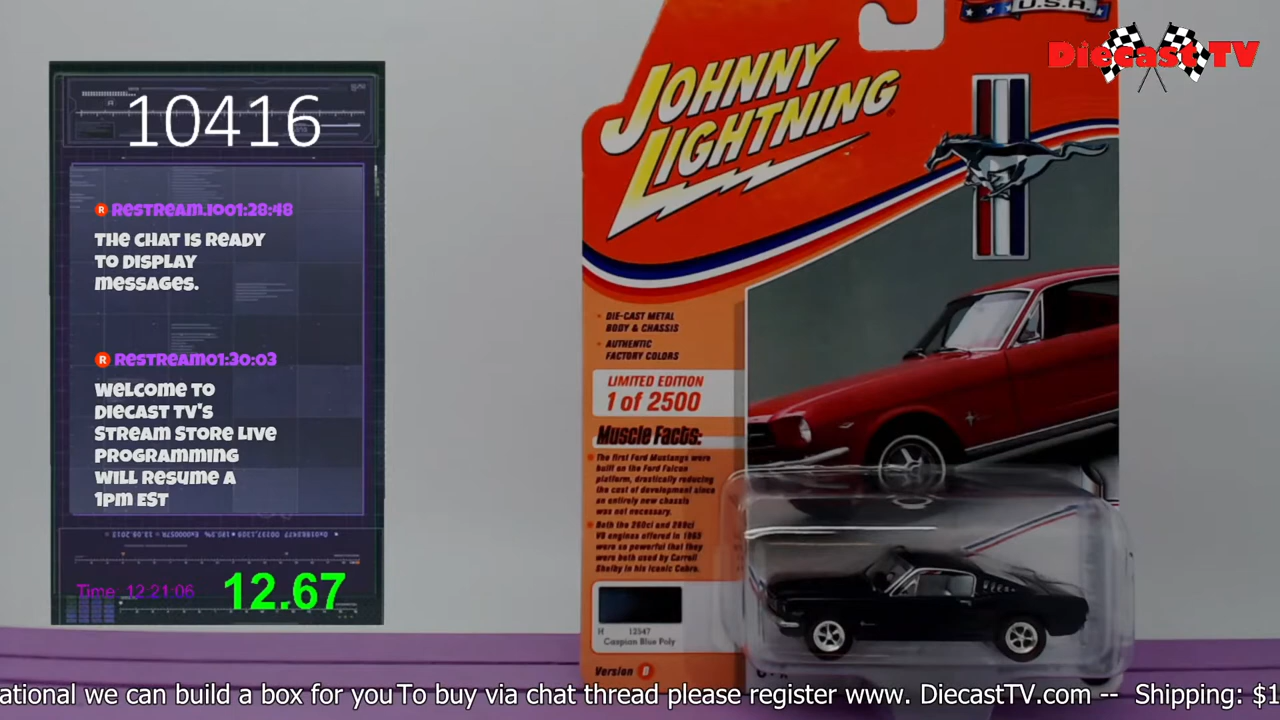 U.S.A.
Diecast TV
10416
Restream.io01:28:48
The chat is ready
to display
messages.
Restream01:30:03
Welcome to
Diecast TV's
Stream Store Live
Programming
will resume a
1pm EST
Time 12:21:06
12.67
JOHNNY
LIGHTNING
DIE-CAST METAL
BODY & CHASSIS
AUTHENTIC
FACTORY COLORS
LIMITED EDITION
1 of 2500
Muscle Facts:
The first Ford Mustangs were
built on the Ford Falcon
platform, drastically reducing
the cost of development since
an entirely new chassis
was not necessary.
Both the 260ci and 289ci
V8 engines offered in 1965
were so powerful that they
were both used by Carroll
Shelby in his iconic Cobra.
H 12547
Caspian Blue Poly
Version B
ational we can build a box for you To buy via chat thread please register www. DiecastTV.com -- Shipping: $1